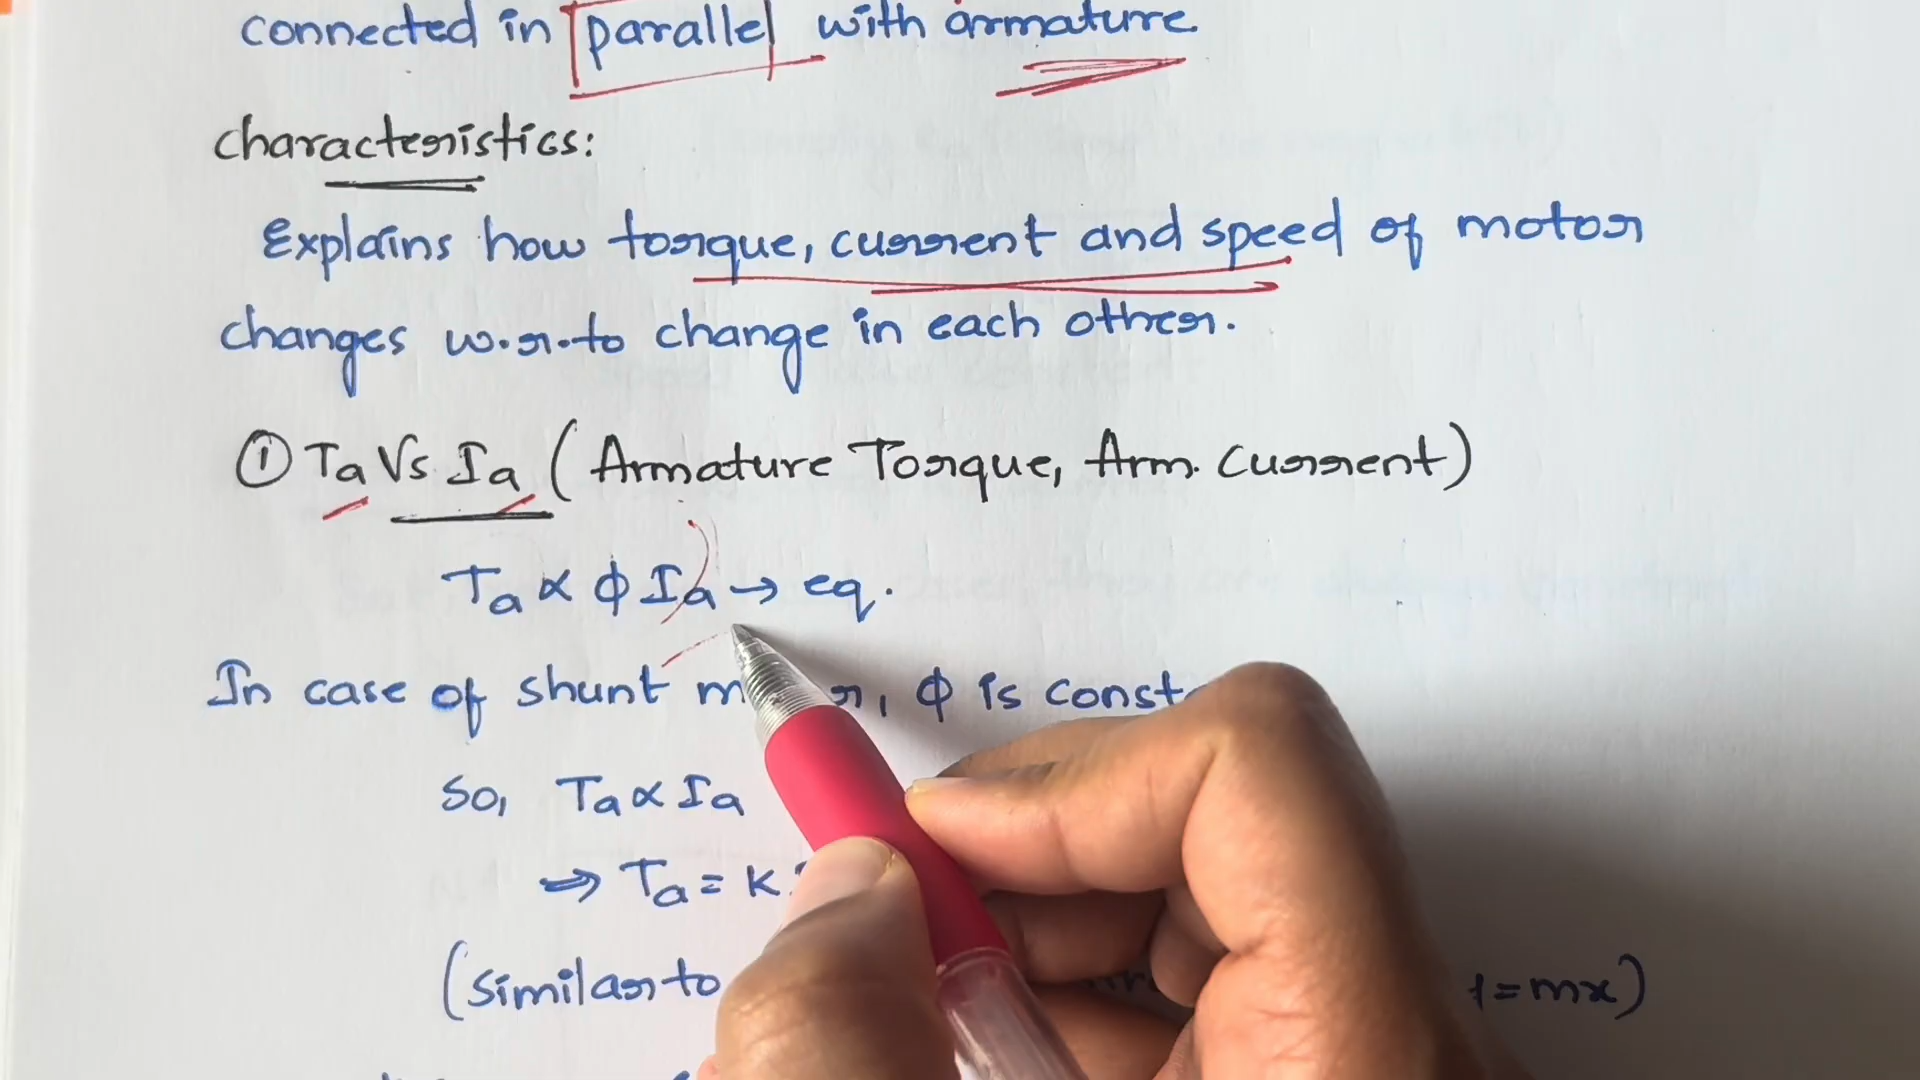 connected in parallel with armature
characteristics:
Explains how torque, current and speed of motor
changes w.r.to change in each other.
① Ta Vs Ia (Armature Torque, Arm. Current)
Ta ∝ ϕ Ia → eq.
In case of shunt ϕ is
So, Ta ∝ Ia
⇒ Ta = K.
(similar to =mx)